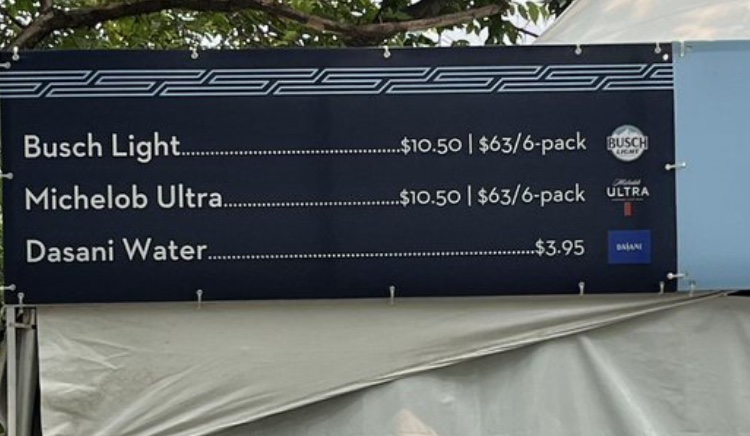 Busch Light........................................$10.50 | $63/6-pack BUSCH LIGHT
Michelob Ultra................................$10.50 | $63/6-pack Michelob ULTRA
Dasani Water............................................................$3.95 DASANI